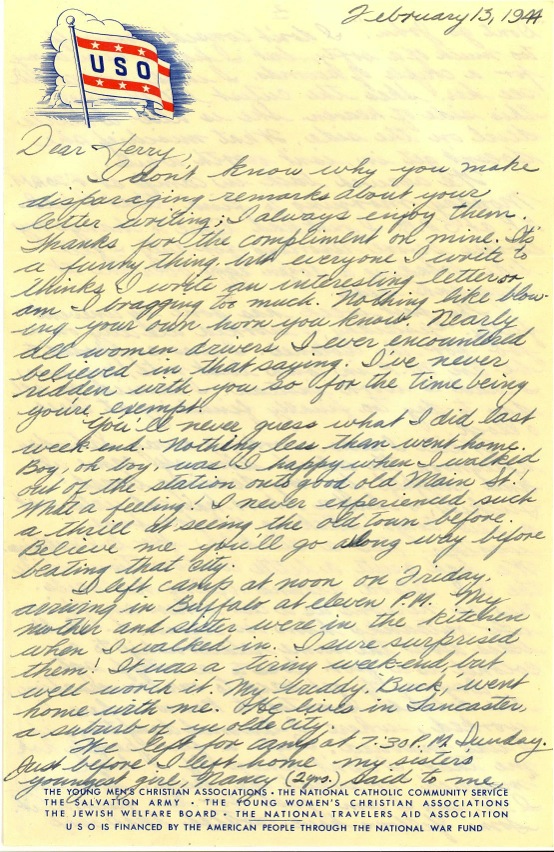 February 13, 1944
USO
Dear Jerry,
I don't know why you make
disparaging remarks about your
letter writing; I always enjoy them.
Thanks for the compliment on mine. It's
a funny thing but everyone I write to
thinks I write an interesting letter or
am I bragging too much. Nothing like blow-
ing your own horn you know. Nearly
all women drivers I ever encountered
believed in that saying. I've never
ridden with you so for the time being
you're exempt.
You'll never guess what I did last
week-end. Nothing less than went home.
Boy, oh boy, was I happy when I walked
out of the station onto good old Main St.!
What a feeling! I never experienced such
a thrill at seeing the old town before.
Believe me you'll go a long way before
beating that city.
I left camp at noon on Friday,
arriving in Buffalo at eleven P.M. My
mother and sister were in the kitchen
when I walked in. I sure surprised
them! It was a tiring week-end, but
well worth it. My buddy, Buck, went
home with me. He lives in Lancaster,
a suburb of ye olde city.
We left for camp at 7:30 P.M. Sunday.
Just before I left home my sisters
youngest girl, Nancy (2 yrs.) said to me,
THE YOUNG MEN'S CHRISTIAN ASSOCIATIONS • THE NATIONAL CATHOLIC COMMUNITY SERVICE
THE SALVATION ARMY • THE YOUNG WOMEN'S CHRISTIAN ASSOCIATIONS
THE JEWISH WELFARE BOARD • THE NATIONAL TRAVELERS AID ASSOCIATION
USO IS FINANCED BY THE AMERICAN PEOPLE THROUGH THE NATIONAL WAR FUND